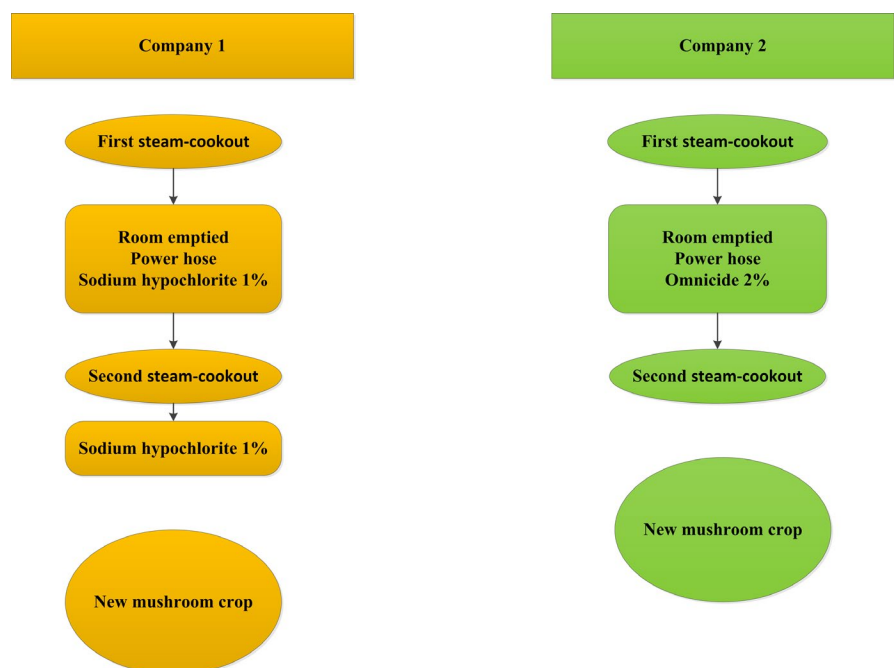 Company 1
First steam-cookout
Room emptied
Power hose
Sodium hypochlorite 1%
Second steam-cookout
Sodium hypochlorite 1%
New mushroom crop
Company 2
First steam-cookout
Room emptied
Power hose
Omnicide 2%
Second steam-cookout
New mushroom crop